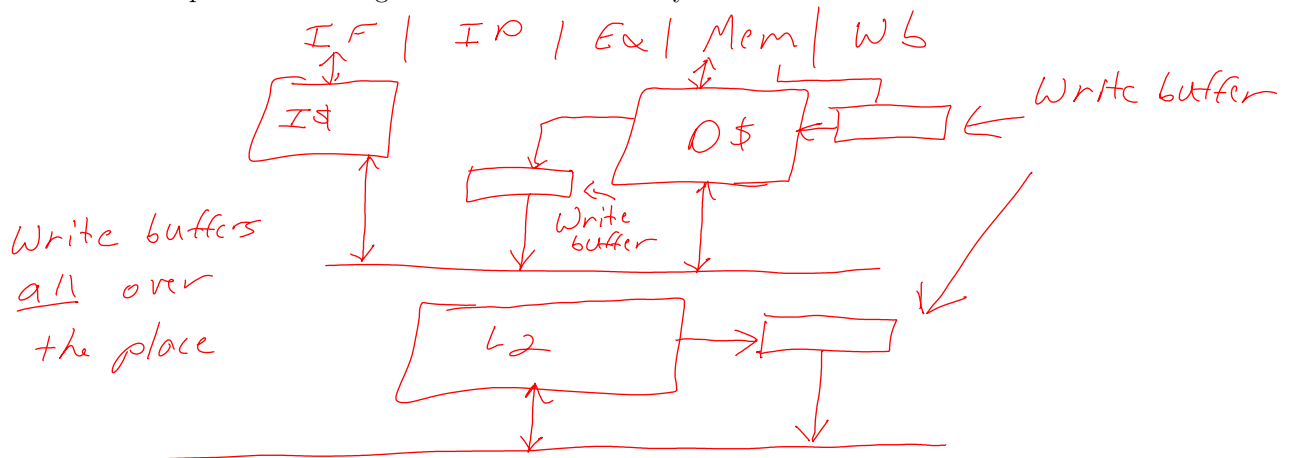 IF | ID | Ex | Mem | Wb
I$
D$
Write buffer
Write
buffer
Write buffers
all over
the place
L2